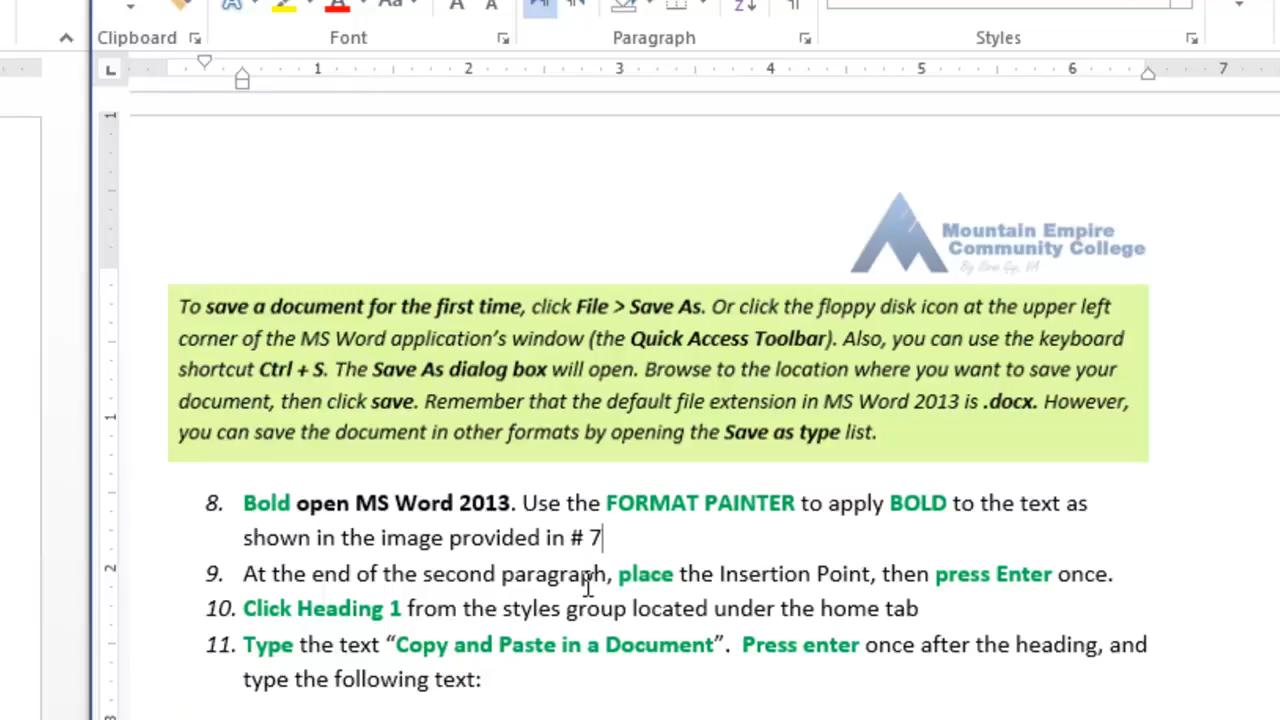 Clipboard Font Paragraph Styles
1 2 3 4 5 6 7
Mountain Empire
Community College
To save a document for the first time, click File > Save As. Or click the floppy disk icon at the upper left
corner of the MS Word application’s window (the Quick Access Toolbar). Also, you can use the keyboard
shortcut Ctrl + S. The Save As dialog box will open. Browse to the location where you want to save your
document, then click save. Remember that the default file extension in MS Word 2013 is .docx. However,
you can save the document in other formats by opening the Save as type list.
8. Bold open MS Word 2013. Use the FORMAT PAINTER to apply BOLD to the text as
shown in the image provided in # 7
9. At the end of the second paragraph, place the Insertion Point, then press Enter once.
10. Click Heading 1 from the styles group located under the home tab
11. Type the text “Copy and Paste in a Document”. Press enter once after the heading, and
type the following text: